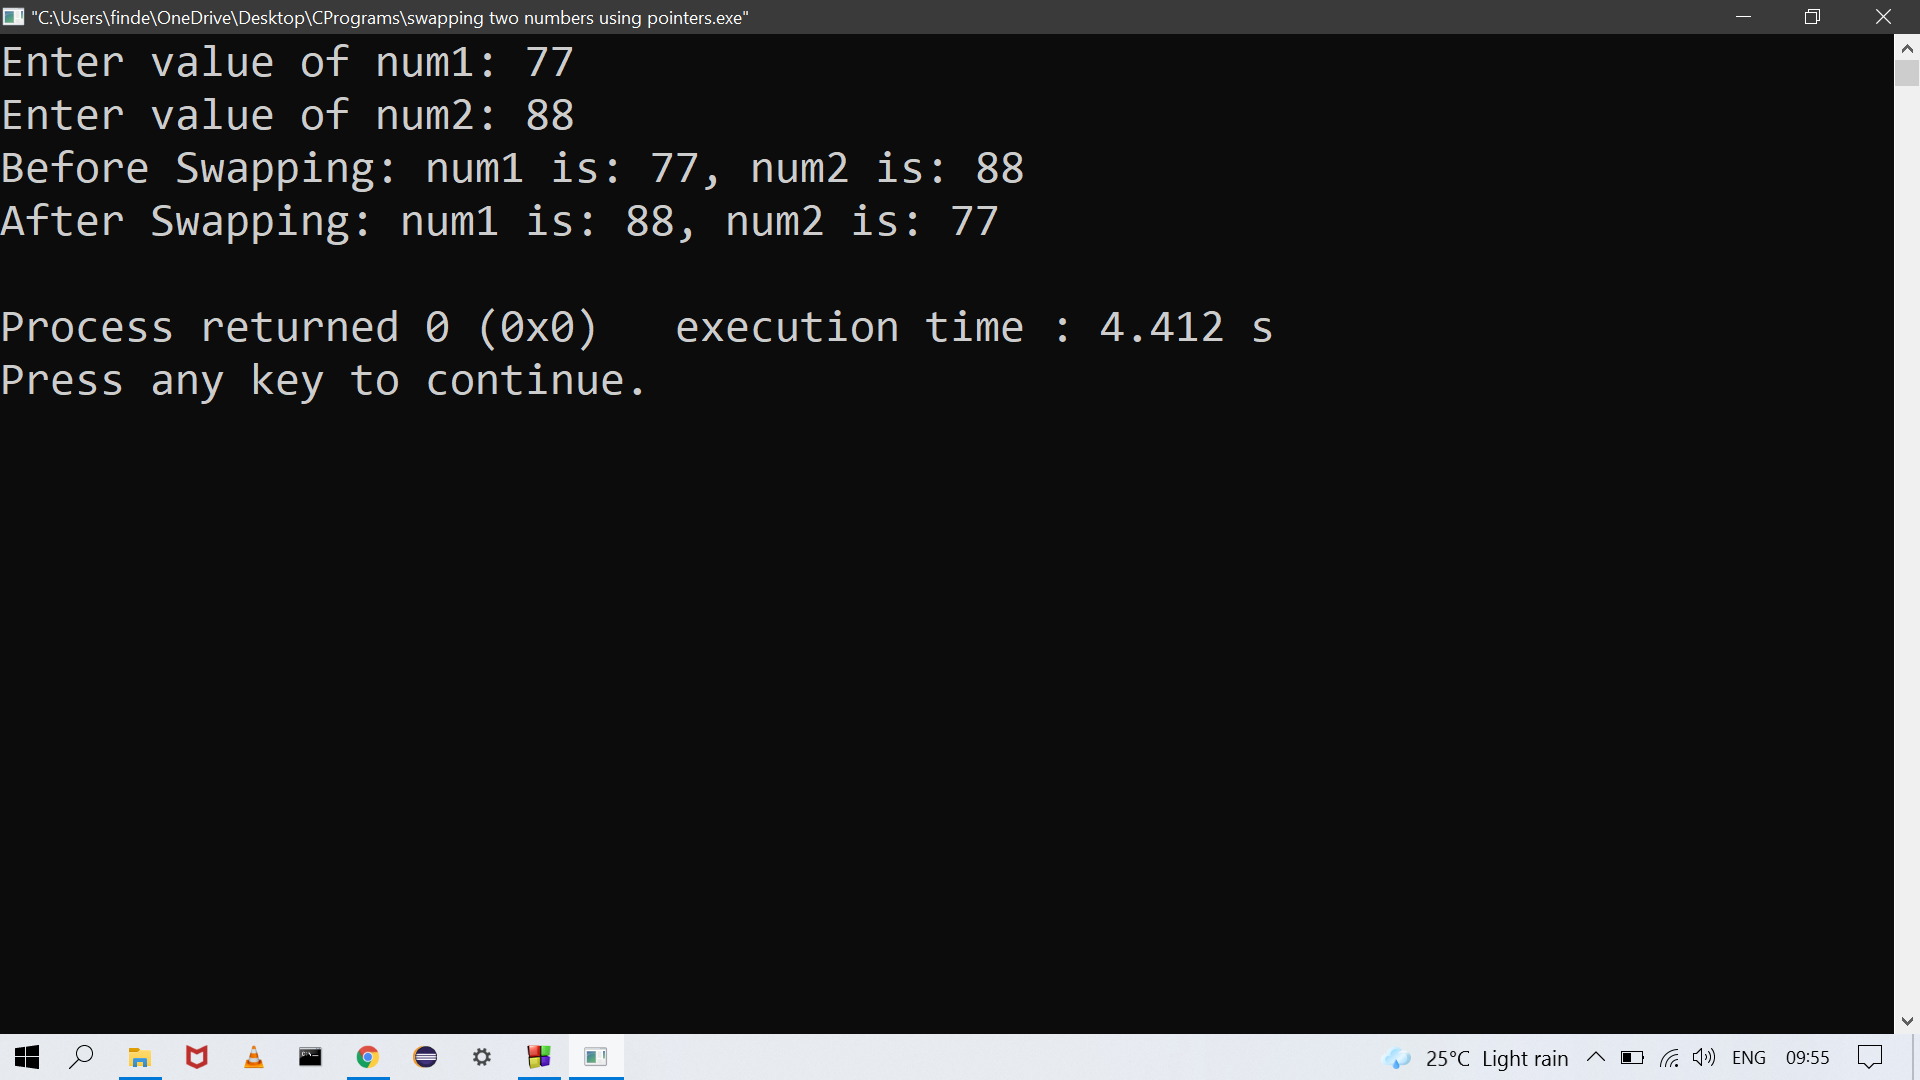 "C:\Users\finde\OneDrive\Desktop\CPrograms\swapping two numbers using pointers.exe"
Enter value of num1: 77
Enter value of num2: 88
Before Swapping: num1 is: 77, num2 is: 88
After Swapping: num1 is: 88, num2 is: 77
Process returned 0 (0x0)   execution time : 4.412 s
Press any key to continue.
25°C Light rain ENG 09:55